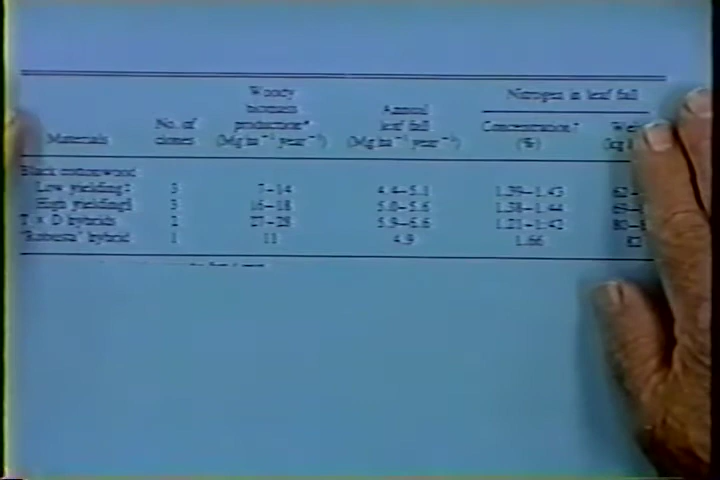 Woody
biomass Annual Nitrogen in leaf fall
No. of production* leaf fall Concentration†
Materials clones (Mg ha⁻¹ year⁻¹) (Mg ha⁻¹ year⁻¹) (%)
Black cottonwood
Low yielding‡ 3 7–14 4.4–5.1 1.39–1.43
High yielding§ 3 16–18 5.0–5.6 1.38–1.44
T × D hybrids 2 27–28 5.9–6.6 1.21–1.42
'Robusta' hybrid 1 11 4.9 1.66 82